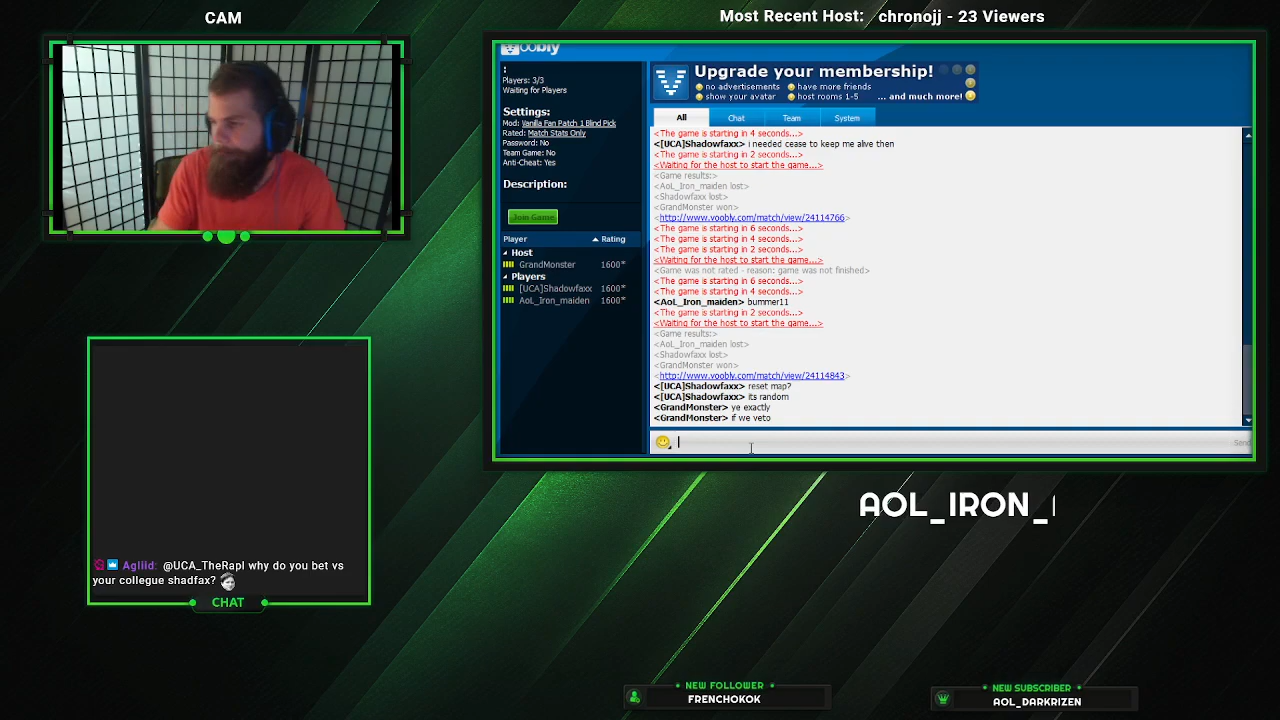 CAM
Most Recent Host: chronojj - 23 Viewers
oobly
:
Players: 3/3
Waiting for Players
Settings:
Mod: Vanilla Fan Patch 1 Blind Pick
Rated: Match Stats Only
Password: No
Team Game: No
Anti-Cheat: Yes
Description:
Join Game
Player Rating
Host
GrandMonster 1600*
Players
[UCA]Shadowfaxx 1600*
AoL_Iron_maiden 1600*
Upgrade your membership!
no advertisements have more friends
show your avatar host rooms 1-5 ... and much more!
All Chat Team System
<The game is starting in 4 seconds...>
<[UCA]Shadowfaxx> i needed cease to keep me alive then
<The game is starting in 2 seconds...>
<Waiting for the host to start the game...>
<Game results:>
<AoL_Iron_maiden lost>
<Shadowfaxx lost>
<GrandMonster won>
<http://www.voobly.com/match/view/24114766>
<The game is starting in 6 seconds...>
<The game is starting in 4 seconds...>
<The game is starting in 2 seconds...>
<Waiting for the host to start the game...>
<Game was not rated - reason: game was not finished>
<The game is starting in 6 seconds...>
<The game is starting in 4 seconds...>
<AoL_Iron_maiden> bummer11
<The game is starting in 2 seconds...>
<Waiting for the host to start the game...>
<Game results:>
<AoL_Iron_maiden lost>
<Shadowfaxx lost>
<GrandMonster won>
<http://www.voobly.com/match/view/24114843>
<[UCA]Shadowfaxx> reset map?
<[UCA]Shadowfaxx> its random
<GrandMonster> ye exactly
<GrandMonster> if we veto
Send
AOL_IRON_
Agliid: @UCA_TheRapl why do you bet vs
your collegue shadfax?
CHAT
NEW FOLLOWER
FRENCHOKOK
NEW SUBSCRIBER
AOL_DARKRIZEN